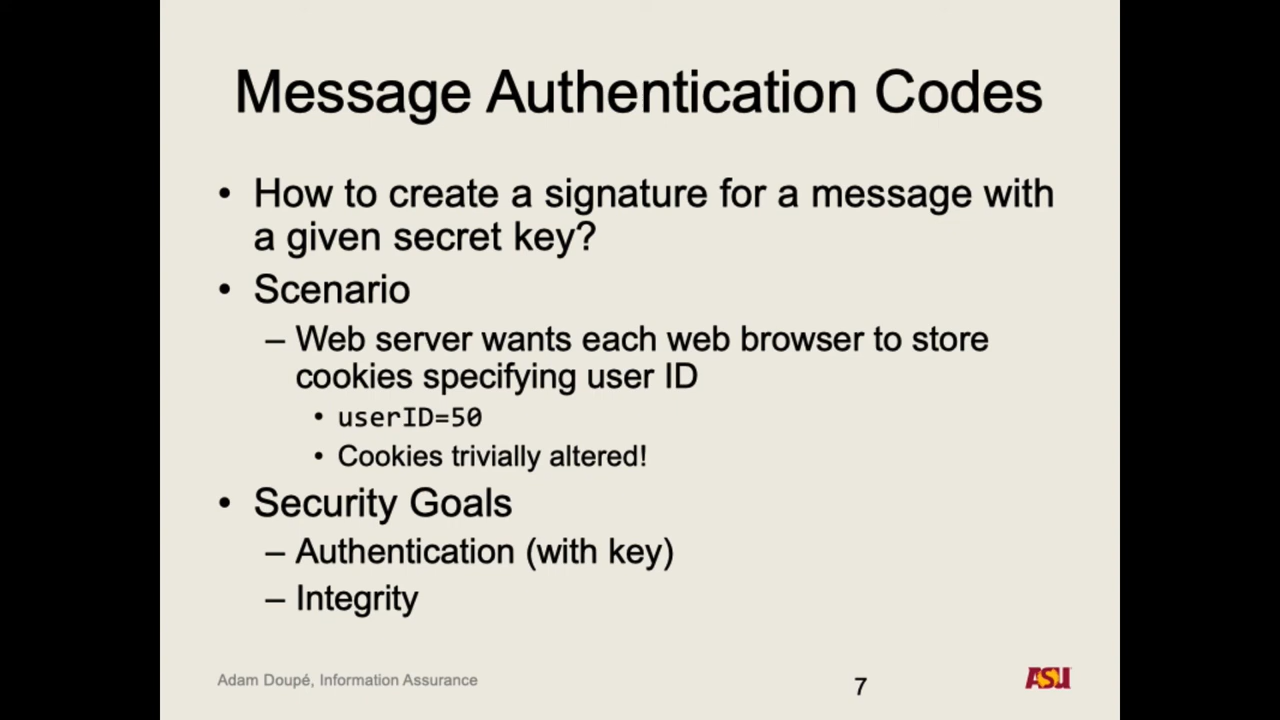 Message Authentication Codes
• How to create a signature for a message with
a given secret key?
• Scenario
– Web server wants each web browser to store
cookies specifying user ID
• userID=50
• Cookies trivially altered!
• Security Goals
– Authentication (with key)
– Integrity
Adam Doupé, Information Assurance
7
ASU